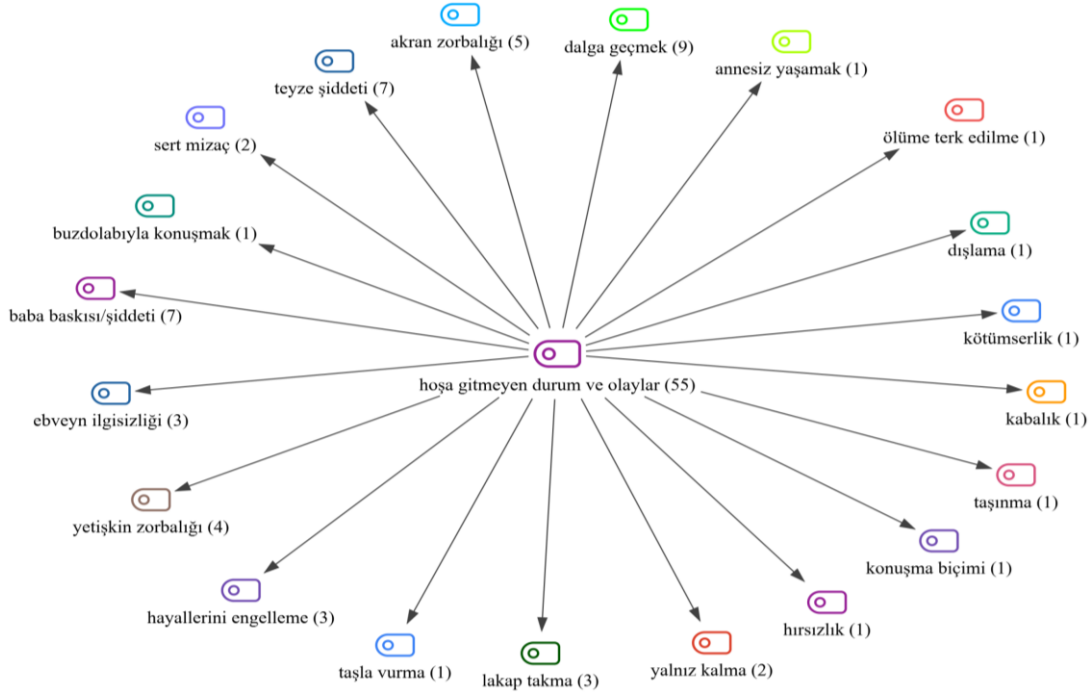 akran zorbalığı (5)
dalga geçmek (9)
annesiz yaşamak (1)
teyze şiddeti (7)
ölüme terk edilme (1)
sert mizaç (2)
buzdolabıyla konuşmak (1)
dışlama (1)
baba baskısı/şiddeti (7)
kötümserlik (1)
hoşa gitmeyen durum ve olaylar (55)
ebveyn ilgisizliği (3)
kabalık (1)
taşınma (1)
yetişkin zorbalığı (4)
konuşma biçimi (1)
hayallerini engelleme (3)
hırsızlık (1)
taşla vurma (1)
lakap takma (3)
yalnız kalma (2)